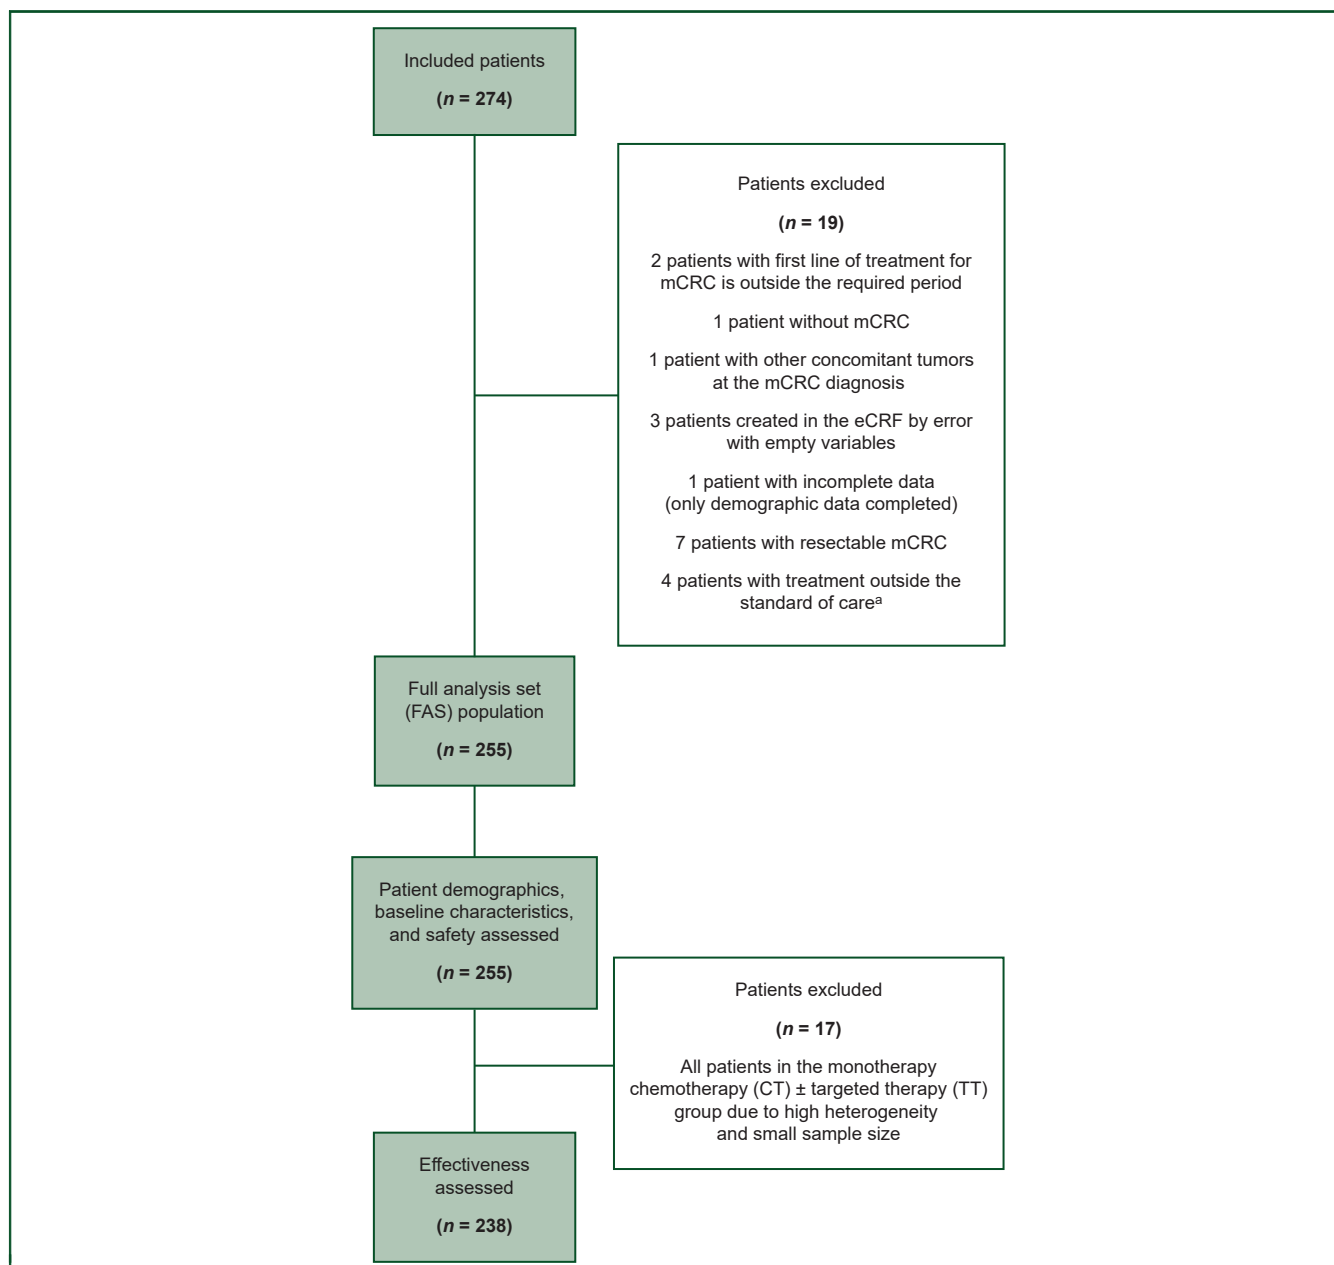 Included patients
(n = 274)
Patients excluded
(n = 19)
2 patients with first line of treatment for
mCRC is outside the required period
1 patient without mCRC
1 patient with other concomitant tumors
at the mCRC diagnosis
3 patients created in the eCRF by error
with empty variables
1 patient with incomplete data
(only demographic data completed)
7 patients with resectable mCRC
4 patients with treatment outside the
standard of careᵃ
Full analysis set
(FAS) population
(n = 255)
Patient demographics,
baseline characteristics,
and safety assessed
(n = 255)
Patients excluded
(n = 17)
All patients in the monotherapy
chemotherapy (CT) ± targeted therapy (TT)
group due to high heterogeneity
and small sample size
Effectiveness
assessed
(n = 238)